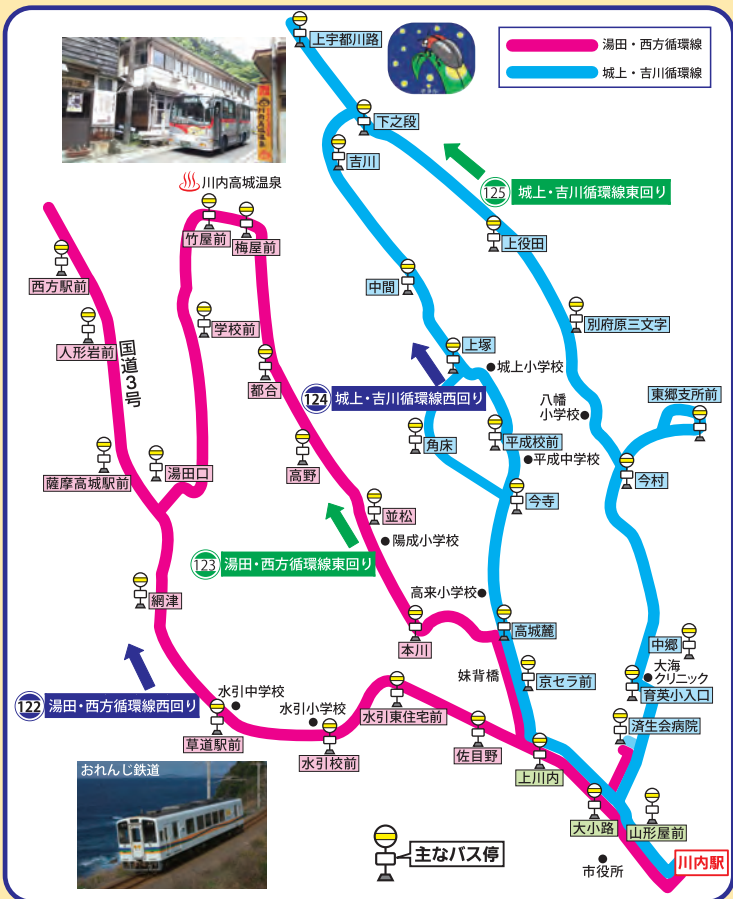 上宇都川路
湯田・西方循環線
城上・吉川循環線
下之段
吉川
川内高城温泉
125 城上・吉川循環線東回り
竹屋前
梅屋前
上役田
西方駅前
中間
学校前
別府原三文字
人形岩前
国道3号
上塚
城上小学校
都合
124 城上・吉川循環線西回り
八幡
小学校
東郷支所前
角床
平成校前
高野
平成中学校
薩摩高城駅前
湯田口
今村
今寺
並松
陽成小学校
123 湯田・西方循環線東回り
高来小学校
網津
高城麓
本川
中郷
妹背橋
大海
クリニック
京セラ前
育英小入口
水引中学校
122 湯田・西方循環線西回り
水引小学校
水引東住宅前
済生会病院
草道駅前
佐目野
水引校前
上川内
おれんじ鉄道
大小路
山形屋前
主なバス停
川内駅
市役所